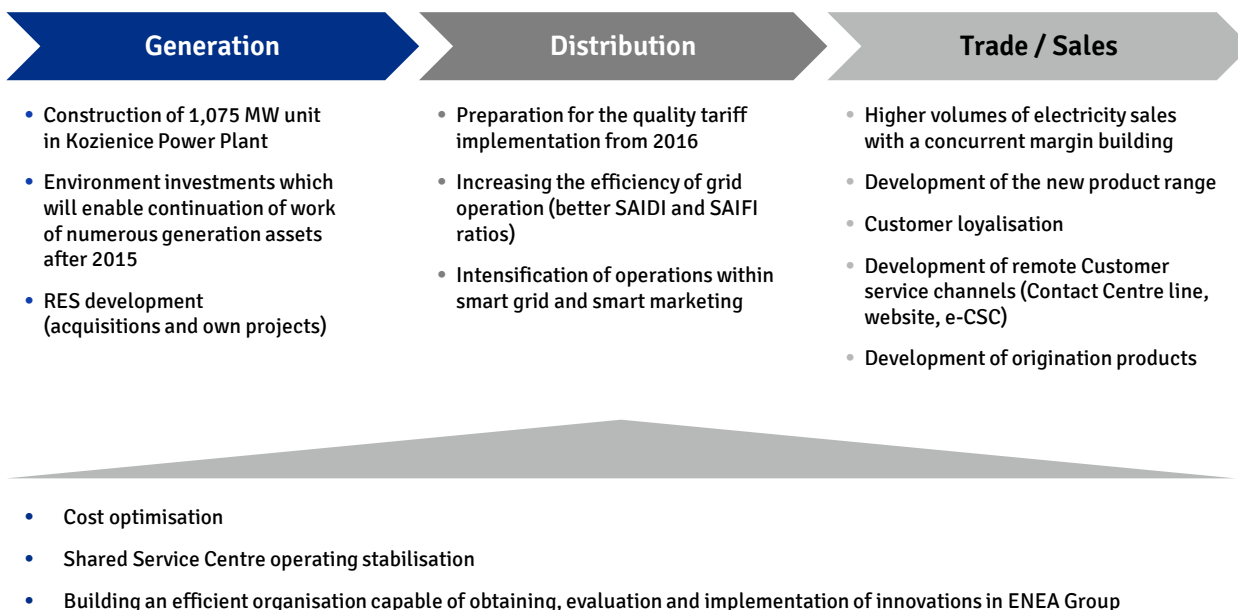 Generation
• Construction of 1,075 MW unit
in Kozienice Power Plant
• Environment investments which
will enable continuation of work
of numerous generation assets
after 2015
• RES development
(acquisitions and own projects)
Distribution
• Preparation for the quality tariff
implementation from 2016
• Increasing the efficiency of grid
operation (better SAIDI and SAIFI
ratios)
• Intensification of operations within
smart grid and smart marketing
Trade / Sales
• Higher volumes of electricity sales
with a concurrent margin building
• Development of the new product range
• Customer loyalisation
• Development of remote Customer
service channels (Contact Centre line,
website, e-CSC)
• Development of origination products
• Cost optimisation
• Shared Service Centre operating stabilisation
• Building an efficient organisation capable of obtaining, evaluation and implementation of innovations in ENEA Group